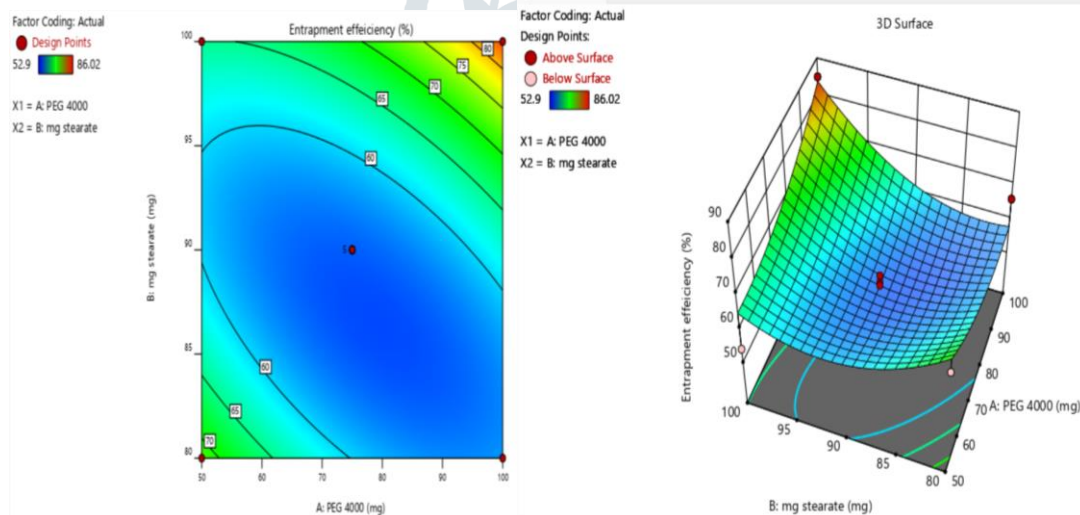 Factor Coding: Actual
Design Points
52.9 86.02
X1 = A: PEG 4000
X2 = B: mg stearate
Entrapment effeiciency (%)
B: mg stearate (mg)
100
95
90
85
80
50
60
70
80
90
100
A: PEG 4000 (mg)
80
75
70
65
60
5
60
65
70
Factor Coding: Actual
Design Points:
Above Surface
Below Surface
52.9 86.02
X1 = A: PEG 4000
X2 = B: mg stearate
3D Surface
Entrapment effeiciency (%)
90
80
70
60
50
100
95
90
85
80
B: mg stearate (mg)
50
60
70
80
90
100
A: PEG 4000 (mg)